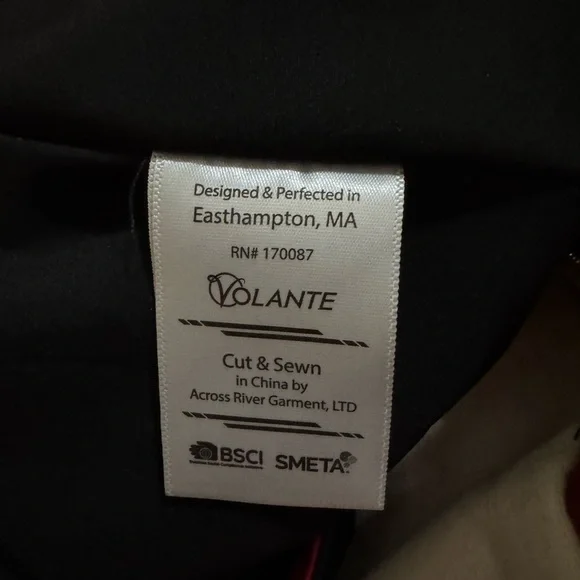 Designed & Perfected in
Easthampton, MA
RN# 170087
VOLANTE
Cut & Sewn
in China by
Across River Garment, LTD
BSCI SMETA